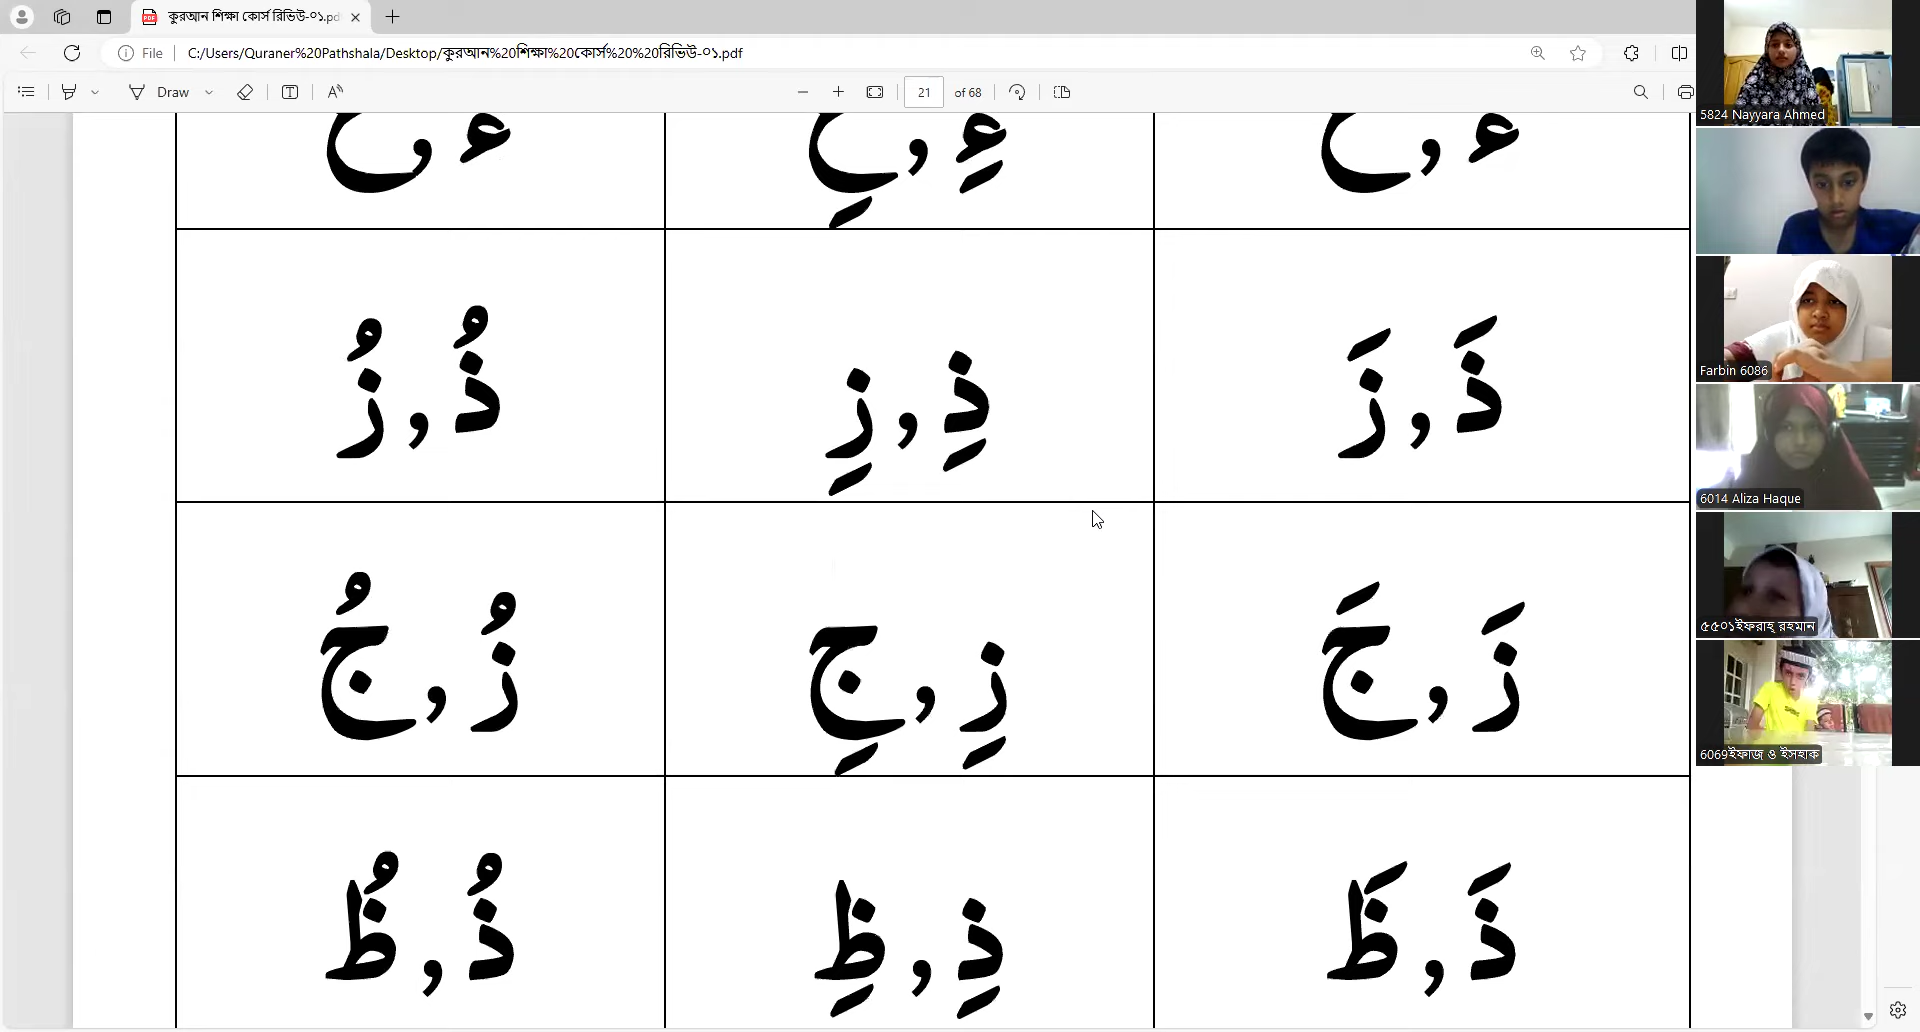 কুরআন শিক্ষা কোর্স রিভিউ-০১.pd
File
C:/Users/Quraner%20Pathshala/Desktop/কুরআন%20শিক্ষা%20কোর্স%20%20রিভিউ-০১.pdf
Draw
21 of 68
ذَ , زَ
ذِ , زِ
ذُ , زُ
زَ , جَ
زِ , جِ
زُ , جُ
ذَ , ظَ
ذِ , ظِ
ذُ , ظُ
5824 Nayyara Ahmed
Farbin 6086
6014 Aliza Haque
৫৫০১ইফরাহ্ রহমান
6069ইফাজ ও ইসহাক